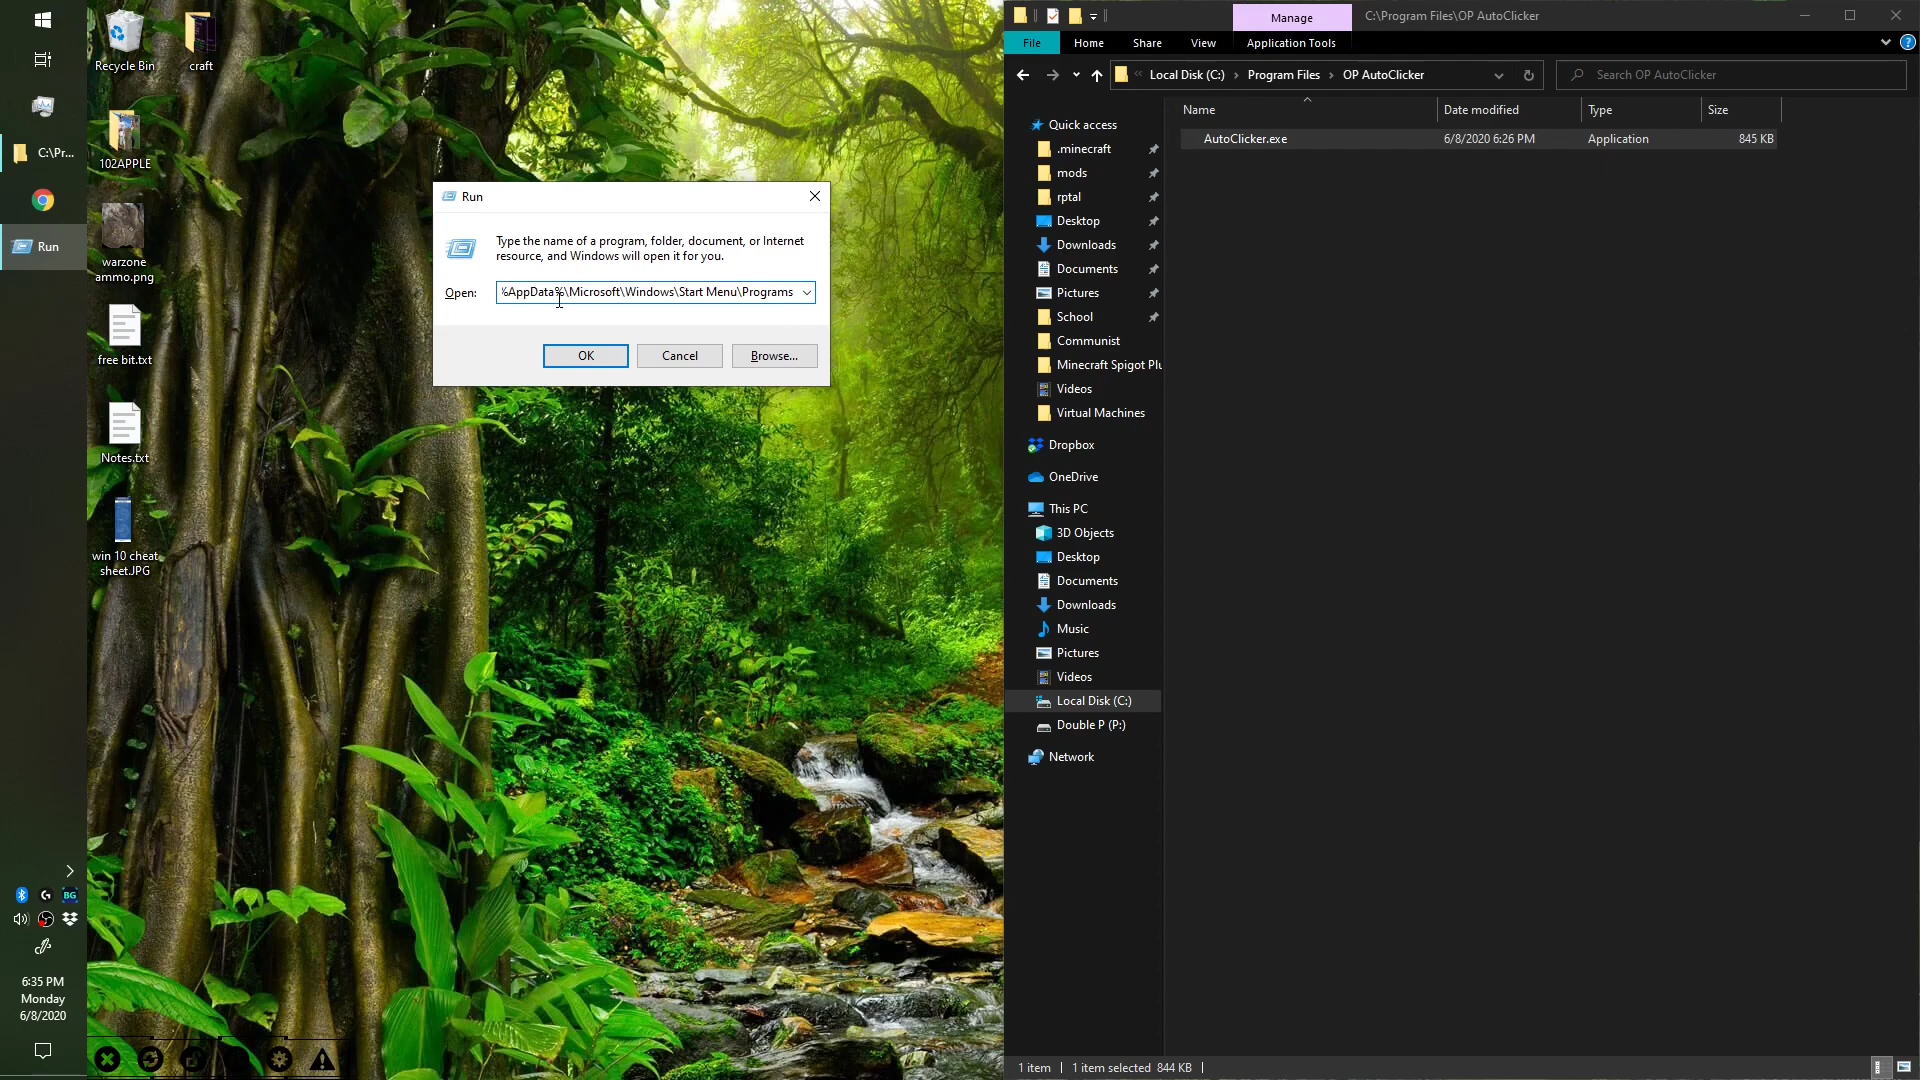 Recycle Bin
craft
102APPLE
warzone
ammo.png
free bit.txt
Notes.txt
win 10 cheat
sheet.JPG
C:\Pr...
Run
6:35 PM
Monday
6/8/2020
BG
Run
Type the name of a program, folder, document, or Internet
resource, and Windows will open it for you.
Open:
%AppData%\Microsoft\Windows\Start Menu\Programs
OK
Cancel
Browse...
Manage
C:\Program Files\OP AutoClicker
File
Home
Share
View
Application Tools
Local Disk (C:)
Program Files
OP AutoClicker
Search OP AutoClicker
Name
Date modified
Type
Size
AutoClicker.exe
6/8/2020 6:26 PM
Application
845 KB
Quick access
.minecraft
mods
rptal
Desktop
Downloads
Documents
Pictures
School
Communist
Minecraft Spigot Plu
Videos
Virtual Machines
Dropbox
OneDrive
This PC
3D Objects
Desktop
Documents
Downloads
Music
Pictures
Videos
Local Disk (C:)
Double P (P:)
Network
1 item
1 item selected 844 KB